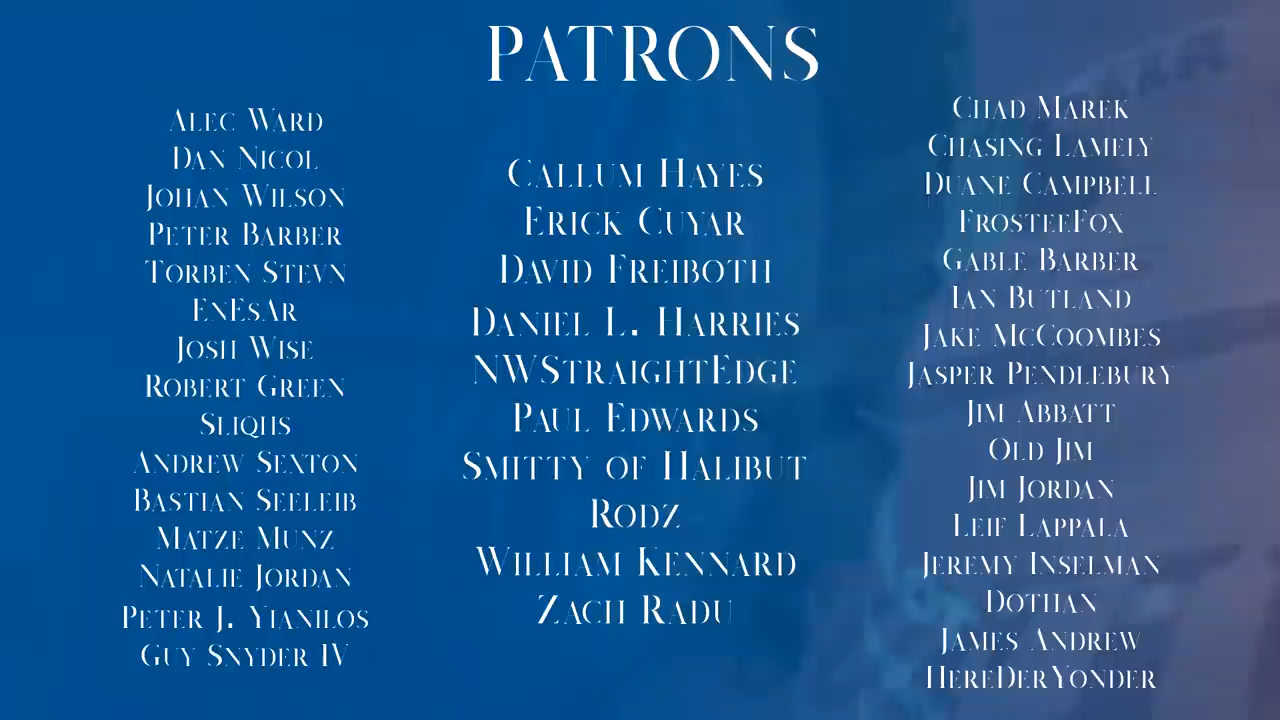 PATRONS
ALEC WARD
DAN NICOL
JOHAN WILSON
PETER BARBER
TORBEN STEVN
ENESAR
JOSH WISE
ROBERT GREEN
SLIQHS
ANDREW SEXTON
BASTIAN SEELEIB
MATZE MUNZ
NATALIE JORDAN
PETER J. YIANILOS
GUY SNYDER IV
CALLUM HAYES
ERICK CUYAR
DAVID FREIBOTH
DANIEL L. HARRIES
NWSTRAIGHTEDGE
PAUL EDWARDS
SMITTY OF HALIBUT
RODZ
WILLIAM KENNARD
ZACH RADU
CHAD MAREK
CHASING LAMELY
DUANE CAMPBELL
FROSTEEFOX
GABLE BARBER
IAN BUTLAND
JAKE MCCOOMBES
JASPER PENDLEBURY
JIM ABBATT
OLD JIM
JIM JORDAN
LEIF LAPPALA
JEREMY INSELMAN
DOTHAN
JAMES ANDREW
HEREDERYONDER